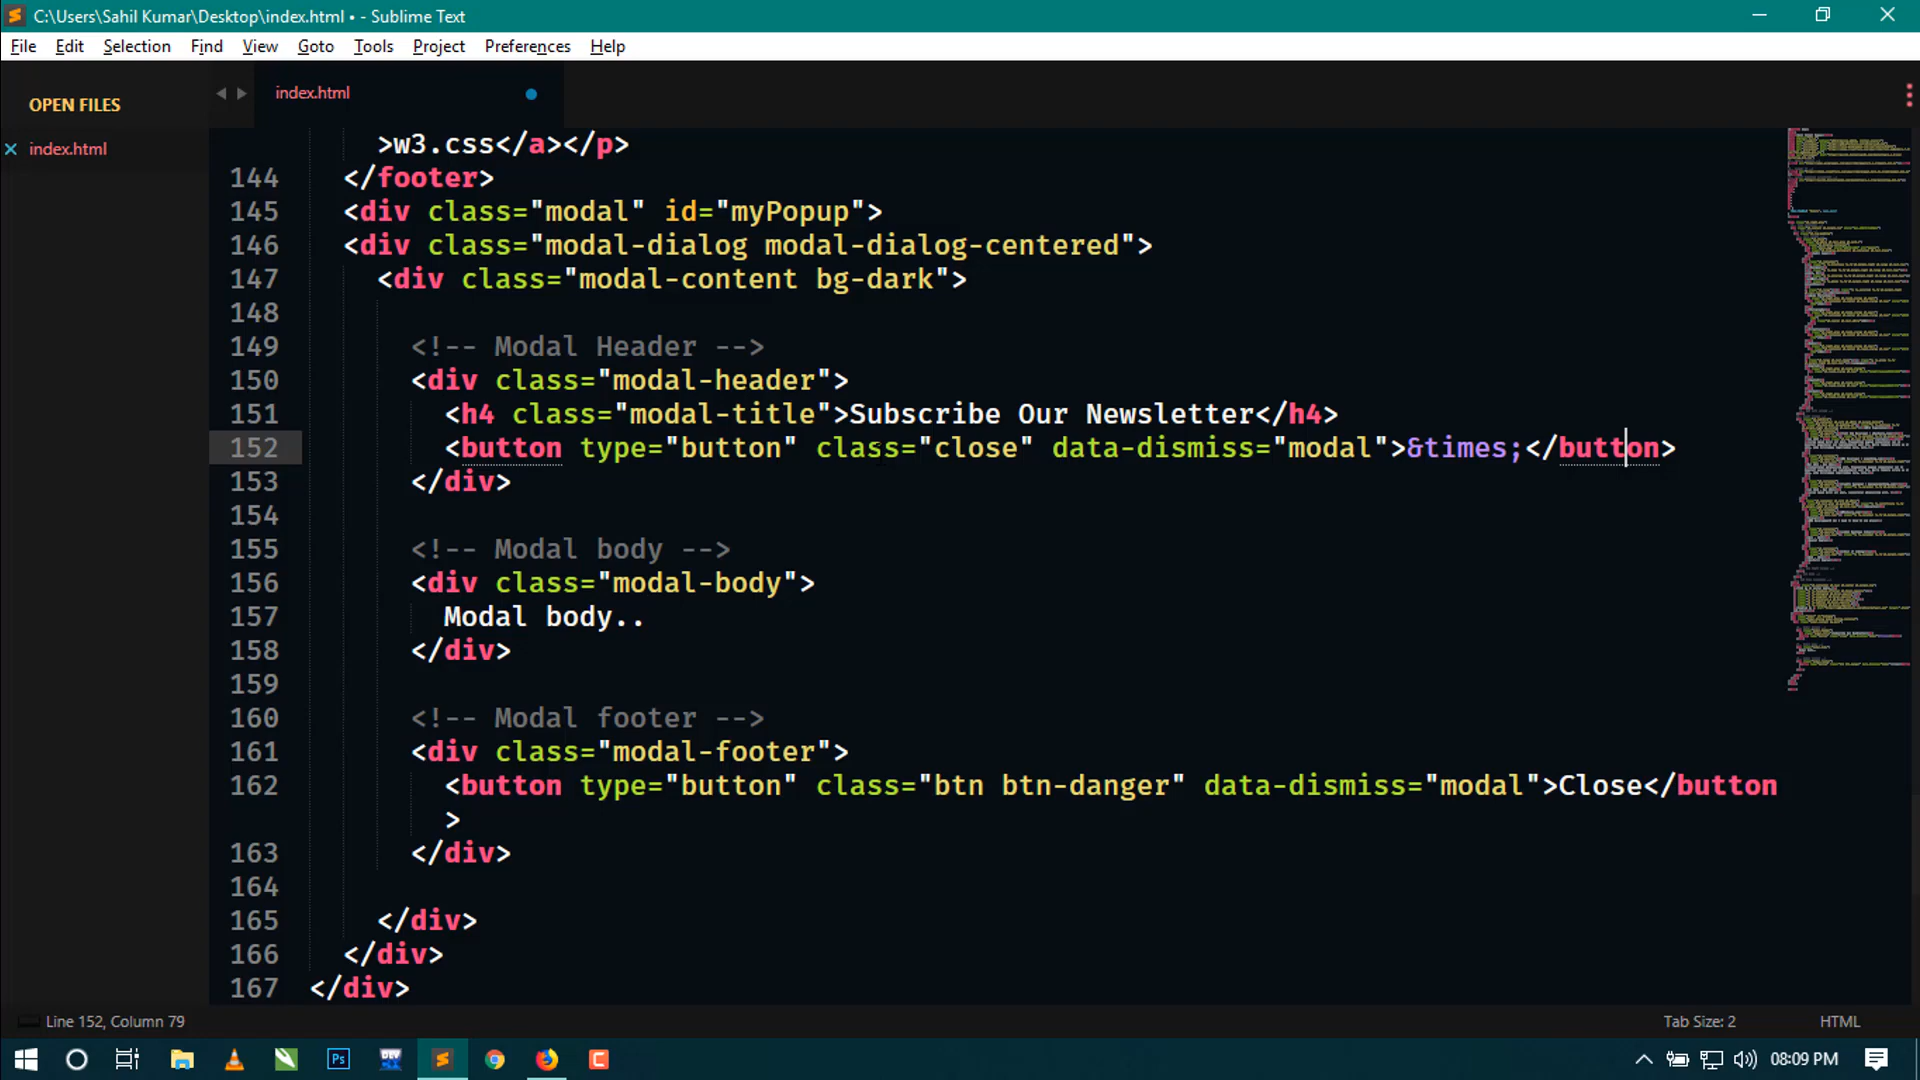 C:\Users\Sahil Kumar\Desktop\index.html • - Sublime Text
File Edit Selection Find View Goto Tools Project Preferences Help
OPEN FILES
index.html
index.html
>w3.css</a></p>
144 </footer>
145 <div class="modal" id="myPopup">
146 <div class="modal-dialog modal-dialog-centered">
147 <div class="modal-content bg-dark">
148
149 <!-- Modal Header -->
150 <div class="modal-header">
151 <h4 class="modal-title">Subscribe Our Newsletter</h4>
152 <button type="button" class="close" data-dismiss="modal">&times;</button>
153 </div>
154
155 <!-- Modal body -->
156 <div class="modal-body">
157 Modal body..
158 </div>
159
160 <!-- Modal footer -->
161 <div class="modal-footer">
162 <button type="button" class="btn btn-danger" data-dismiss="modal">Close</button
>
163 </div>
164
165 </div>
166 </div>
167 </div>
Line 152, Column 79
Tab Size: 2
HTML
Ps
08:09 PM